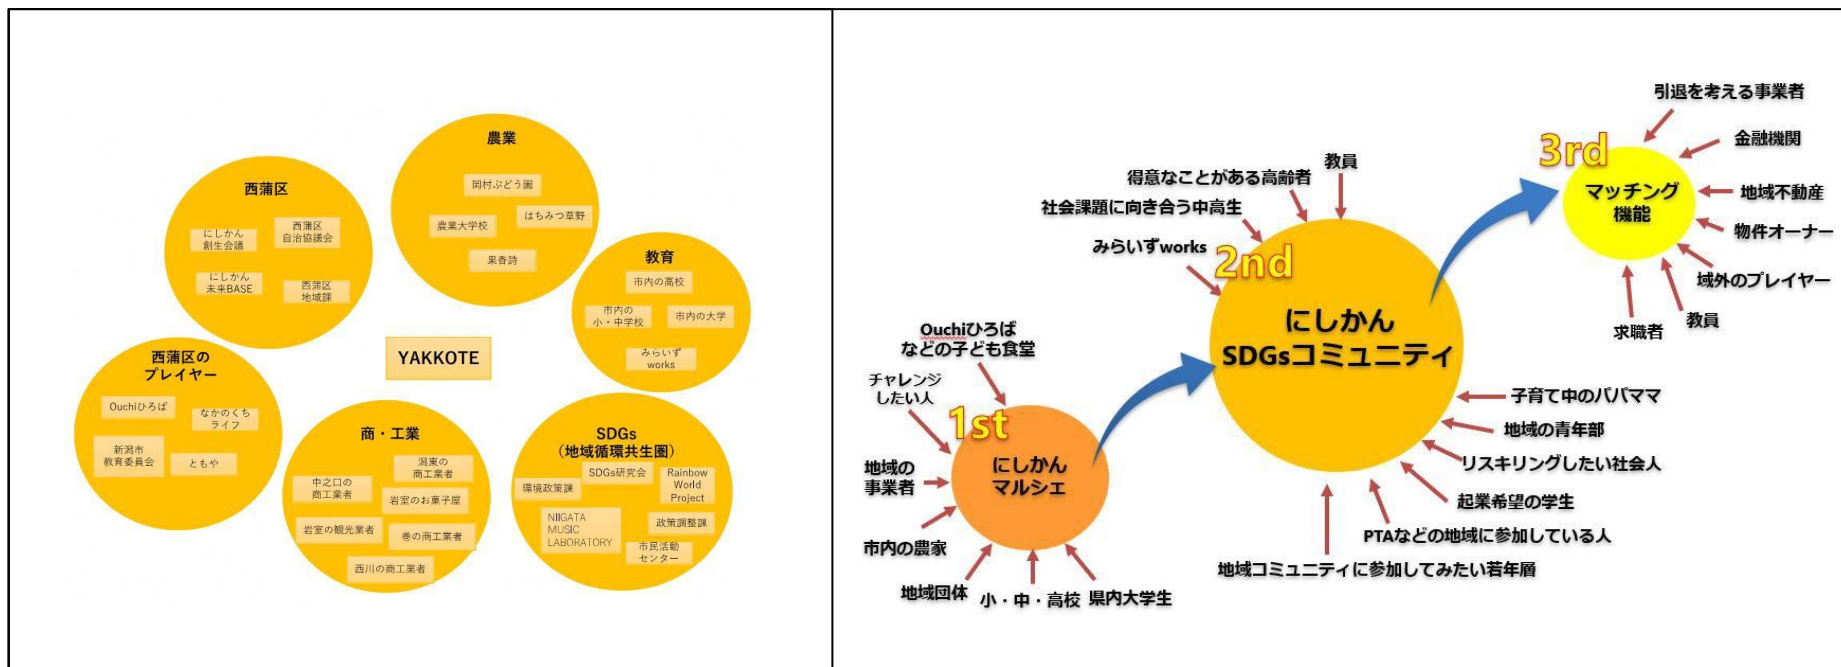 農業
岡村ぶどう園
農業大学校
はちみつ草野
果香詩
西蒲区
にしかん
創生会議
西蒲区
自治協議会
にしかん
未来BASE
西蒲区
地域課
教育
市内の高校
市内の
小・中学校
市内の大学
みらいず
works
YAKKOTE
西蒲区の
プレイヤー
Ouchiひろば
なかのくち
ライフ
新潟市
教育委員会
ともや
商・工業
潟東の
商工業者
中之口の
商工業者
岩室のお菓子屋
岩室の観光業者
巻の商工業者
西川の商工業者
SDGs
（地域循環共生圏）
SDGs研究会
環境政策課
Rainbow
World
Project
NIIGATA
MUSIC
LABORATORY
政策調整課
市民活動
センター
1st
にしかん
マルシェ
Ouchiひろば
などの子ども食堂
チャレンジ
したい人
地域の
事業者
市内の農家
地域団体
小・中・高校
県内大学生
2nd
にしかん
SDGsコミュニティ
教員
得意なことがある高齢者
社会課題に向き合う中高生
みらいずworks
子育て中のパパママ
地域の青年部
リスキリングしたい社会人
起業希望の学生
PTAなどの地域に参加している人
地域コミュニティに参加してみたい若年層
3rd
マッチング
機能
引退を考える事業者
金融機関
地域不動産
物件オーナー
域外のプレイヤー
教員
求職者